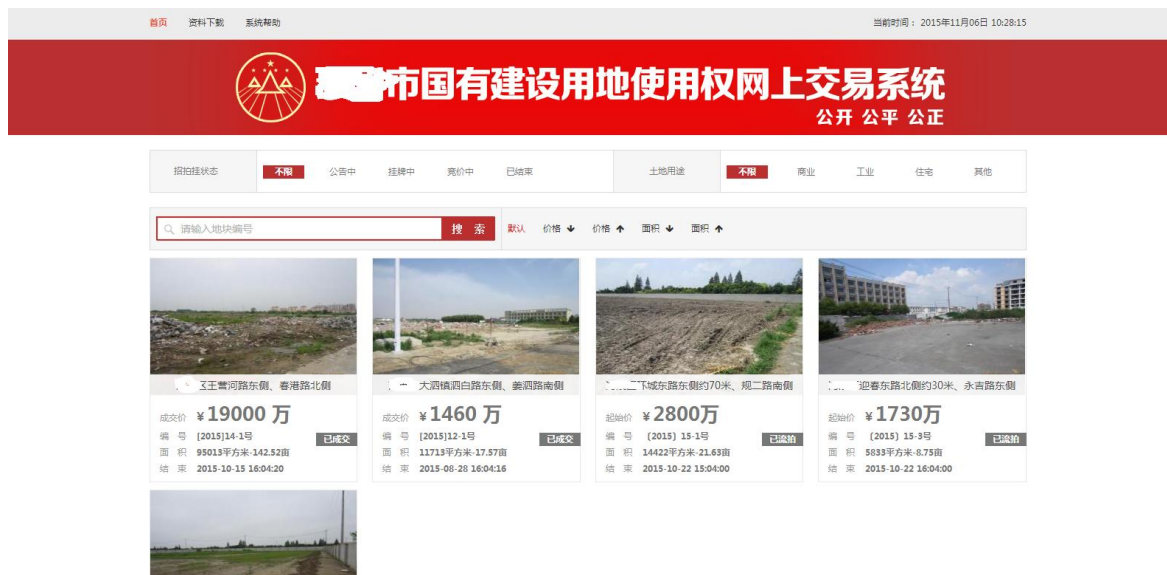 首页 资料下载 系统帮助 当前时间： 2015年11月06日 10:28:15
市国有建设用地使用权网上交易系统
公开 公平 公正
招拍挂状态 不限 公告中 挂牌中 竞价中 已结束 土地用途 不限 商业 工业 住宅 其他
请输入地块编号 搜 索 默认 价格 价格 面积 面积
区王营河路东侧、春港路北侧
成交价 ¥19000 万
编 号 [2015]14-1号 已成交
面 积 95013平方米-142.52亩
结 束 2015-10-15 16:04:20
大泗镇泗白路东侧、姜泗路南侧
成交价 ¥1460 万
编 号 [2015]12-1号 已成交
面 积 11713平方米-17.57亩
结 束 2015-08-28 16:04:16
环城东路东侧约70米、规二路南侧
起始价 ¥2800万
编 号 (2015) 15-1号 已流拍
面 积 14422平方米-21.63亩
结 束 2015-10-22 15:04:00
迎春东路北侧约30米、永吉路东侧
起始价 ¥1730万
编 号 (2015) 15-3号 已流拍
面 积 5833平方米-8.75亩
结 束 2015-10-22 16:04:00